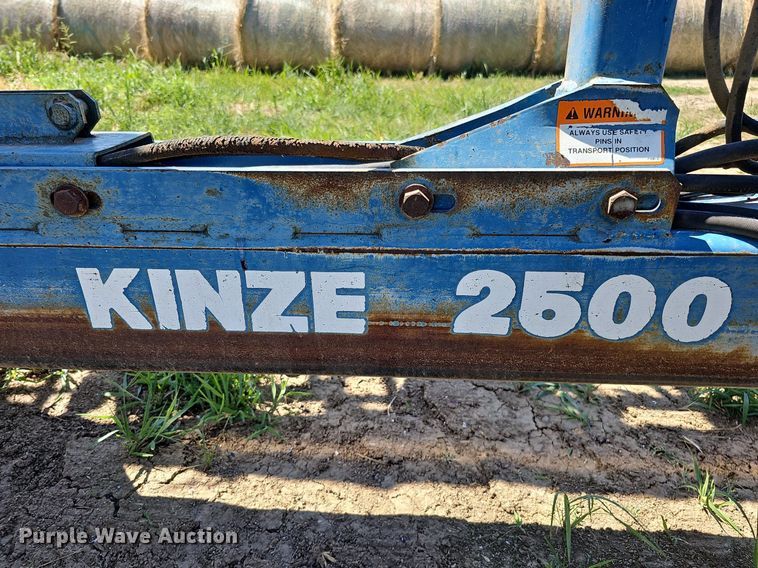 WARNING
ALWAYS USE SAFETY
PINS IN
TRANSPORT POSITION
KINZE 2500
Purple Wave Auction